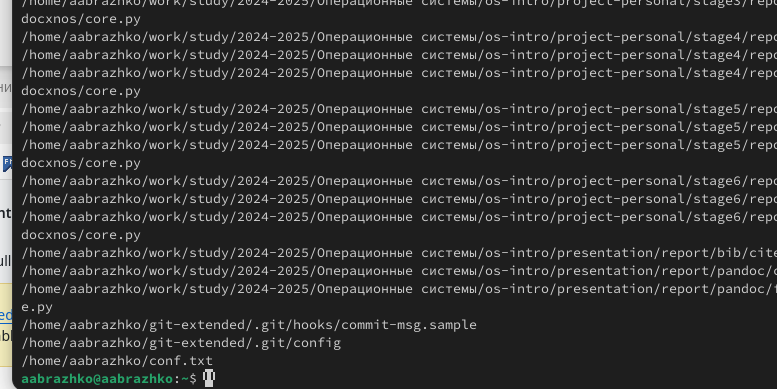 /home/aabrazhko/work/study/2024-2025/Операционные системы/os-intro/project-personal/stage3/repo
docxnos/core.py
/home/aabrazhko/work/study/2024-2025/Операционные системы/os-intro/project-personal/stage4/repo
/home/aabrazhko/work/study/2024-2025/Операционные системы/os-intro/project-personal/stage4/repo
/home/aabrazhko/work/study/2024-2025/Операционные системы/os-intro/project-personal/stage4/repo
docxnos/core.py
/home/aabrazhko/work/study/2024-2025/Операционные системы/os-intro/project-personal/stage5/repo
/home/aabrazhko/work/study/2024-2025/Операционные системы/os-intro/project-personal/stage5/repo
/home/aabrazhko/work/study/2024-2025/Операционные системы/os-intro/project-personal/stage5/repo
docxnos/core.py
/home/aabrazhko/work/study/2024-2025/Операционные системы/os-intro/project-personal/stage6/repo
/home/aabrazhko/work/study/2024-2025/Операционные системы/os-intro/project-personal/stage6/repo
/home/aabrazhko/work/study/2024-2025/Операционные системы/os-intro/project-personal/stage6/repo
docxnos/core.py
/home/aabrazhko/work/study/2024-2025/Операционные системы/os-intro/presentation/report/bib/cite
/home/aabrazhko/work/study/2024-2025/Операционные системы/os-intro/presentation/report/pandoc/c
/home/aabrazhko/work/study/2024-2025/Операционные системы/os-intro/presentation/report/pandoc/f
e.py
/home/aabrazhko/git-extended/.git/hooks/commit-msg.sample
/home/aabrazhko/git-extended/.git/config
/home/aabrazhko/conf.txt
aabrazhko@aabrazhko:~$